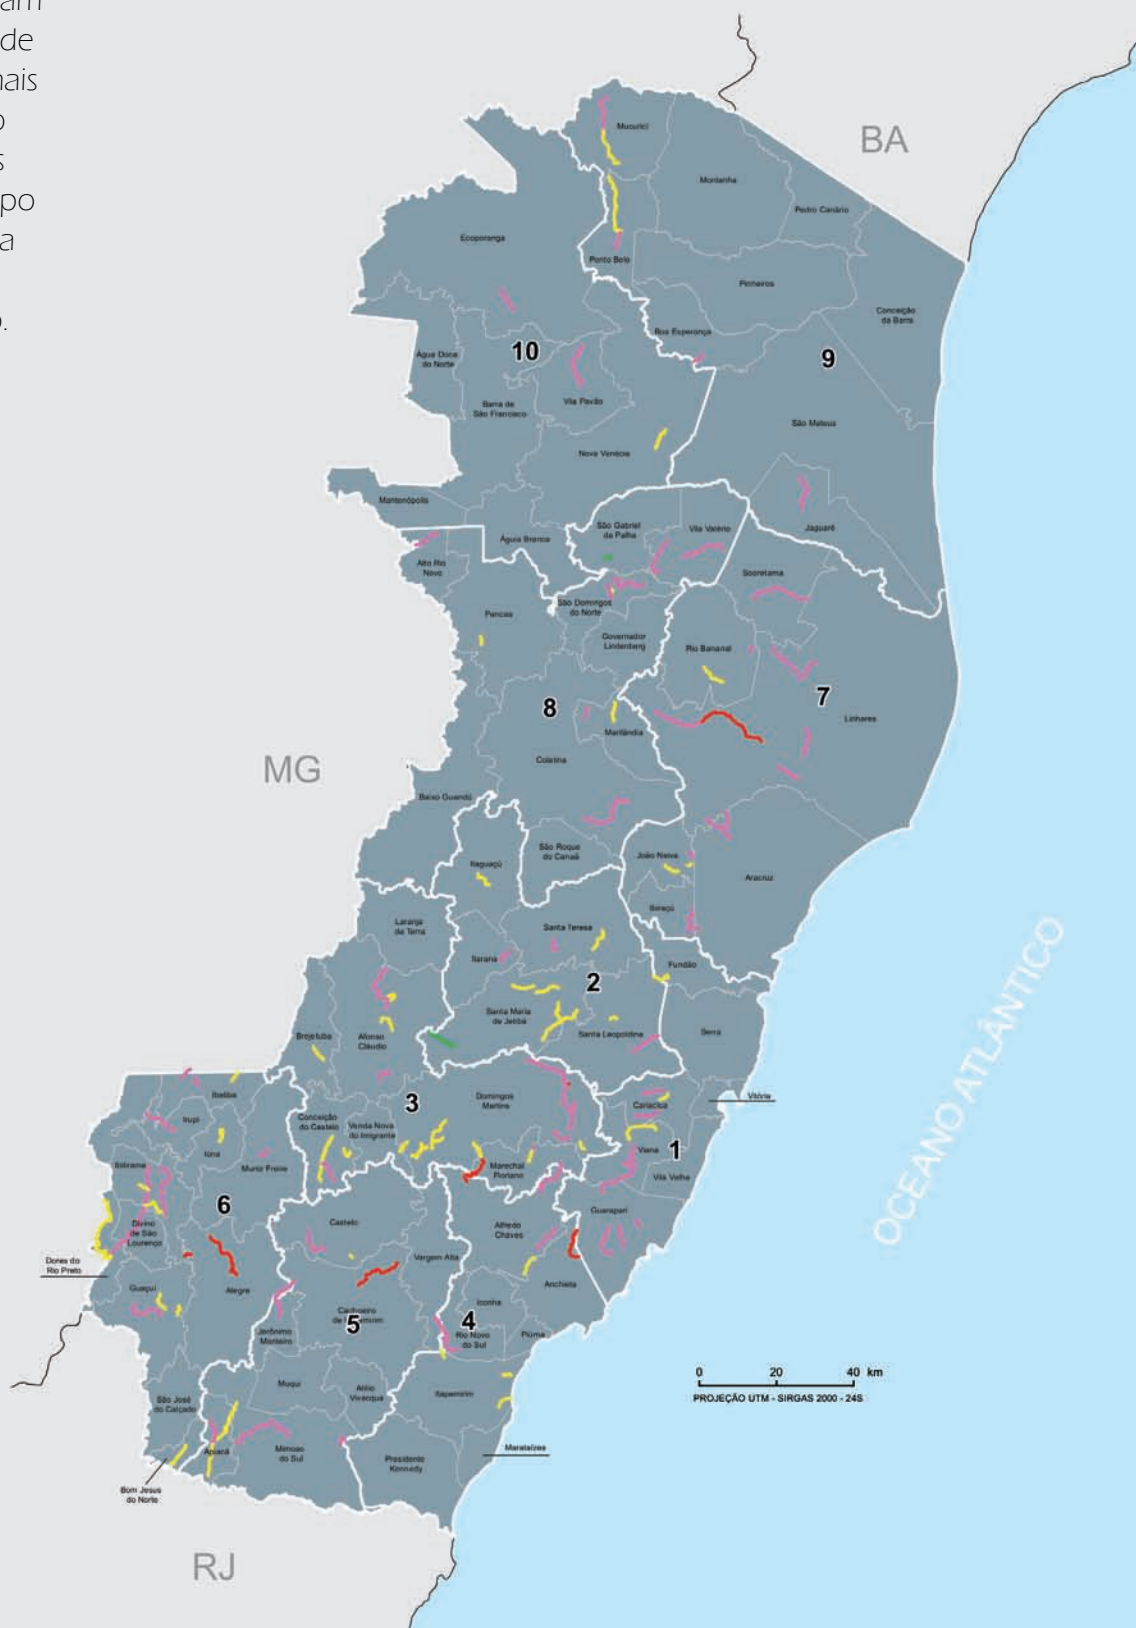 de
BA
Mucurici
Montanha
Pedro Canário
Ecoporanga
Ponto Belo
Pinheiros
Conceição
da Barra
Boa Esperança
10
9
Água Doce
do Norte
Vila Pavão
Barra de
São Francisco
São Mateus
Nova Venécia
Mantenópolis
São Gabriel
da Palha
Vila Valério
Jaguaré
Águia Branca
Alto Rio
Novo
Sooretama
São Domingos
do Norte
Pancas
Governador
Lindenberg
Rio Bananal
8
7
Linhares
Marilândia
Colatina
MG
Baixo Guandú
São Roque
do Canaã
João Neiva
Itaguaçú
Aracruz
Ibiraçú
Laranja
da Terra
Santa Teresa
Itarana
Fundão
2
Santa Maria
de Jetibá
Santa Leopoldina
Serra
Brejetuba
Afonso
Cláudio
OCEANO ATLÂNTICO
Ibatiba
Domingos
Martins
Vitória
3
Cariacica
Irupi
Conceição
do Castelo
Venda Nova
do Imigrante
Iúna
Viana
1
Ibitirama
Muniz Freire
Marechal
Floriano
Vila Velha
6
Guarapari
Castelo
Divino
de São
Lourenço
Alfredo
Chaves
Vargem Alta
Dores do
Rio Preto
Anchieta
Guaçuí
Alegre
Iconha
5
4
Jerônimo
Monteiro
Rio Novo
do Sul
Piúma
0 20 40 km
PROJEÇÃO UTM - SIRGAS 2000 - 24S
Muqui
Atílio
Vivacqua
Itapemirim
São José
do Calçado
Apiacá
Mimoso
do Sul
Marataízes
Presidente
Kennedy
Bom Jesus
do Norte
RJ